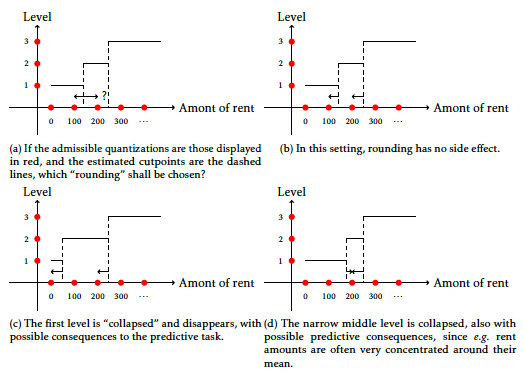 Level
3
2
1
?
Amont of rent
0 100 200 300 ...
(a) If the admissible quantizations are those displayed
in red, and the estimated cutpoints are the dashed
lines, which “rounding” shall be chosen?
Level
3
2
1
Amont of rent
0 100 200 300 ...
(b) In this setting, rounding has no side effect.
Level
3
2
1
Amont of rent
0 100 200 300 ...
(c) The first level is “collapsed” and disappears, with
possible consequences to the predictive task.
Level
3
2
1
Amont of rent
0 100 200 300 ...
(d) The narrow middle level is collapsed, also with
possible predictive consequences, since e.g. rent
amounts are often very concentrated around their
mean.